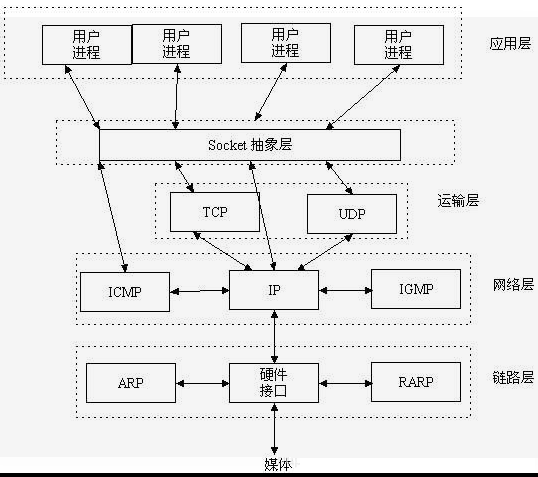 用户
进程
用户
进程
用户
进程
用户
进程
应用层
Socket 抽象层
运输层
TCP
UDP
网络层
ICMP
IP
IGMP
链路层
ARP
硬件
接口
RARP
媒体